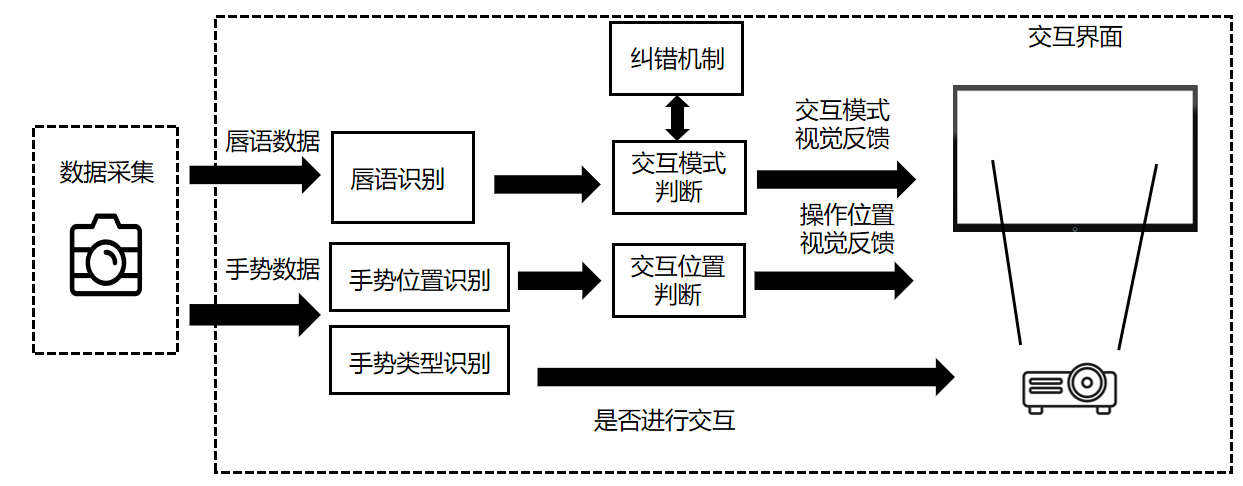 数据采集
唇语数据
手势数据
唇语识别
手势位置识别
手势类型识别
纠错机制
交互模式
判断
交互位置
判断
交互模式
视觉反馈
操作位置
视觉反馈
是否进行交互
交互界面